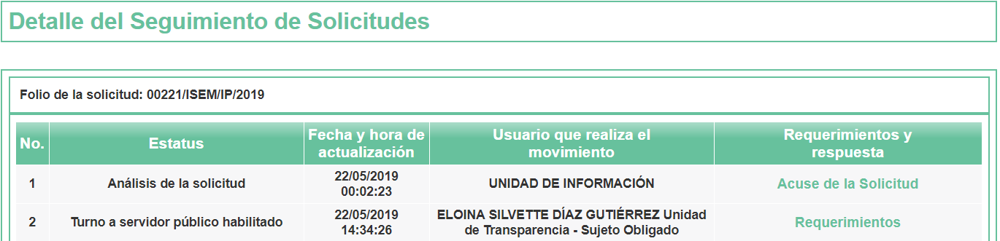 Detalle del Seguimiento de Solicitudes
Folio de la solicitud: 00221/ISEM/IP/2019
No.
Estatus
Fecha y hora de
actualización
Usuario que realiza el
movimiento
Requerimientos y
respuesta
1
Análisis de la solicitud
22/05/2019
00:02:23
UNIDAD DE INFORMACIÓN
Acuse de la Solicitud
2
Turno a servidor público habilitado
22/05/2019
14:34:26
ELOINA SILVETTE DÍAZ GUTIÉRREZ Unidad
de Transparencia - Sujeto Obligado
Requerimientos